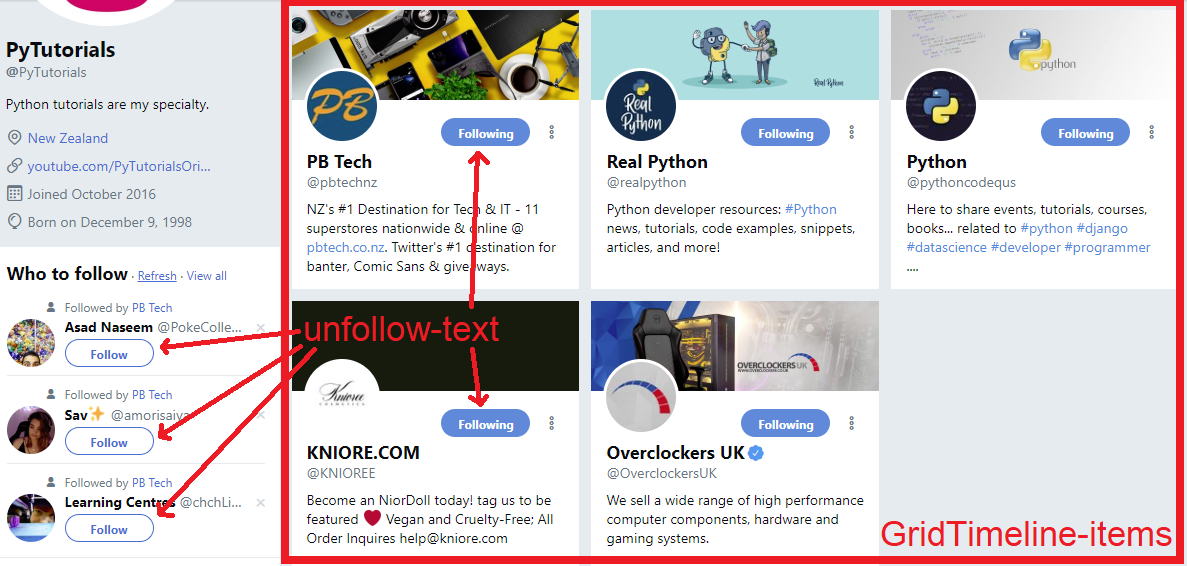 PyTutorials
@PyTutorials
Python tutorials are my specialty.
New Zealand
youtube.com/PyTutorialsOri...
Joined October 2016
Born on December 9, 1998
Who to follow · Refresh · View all
Followed by PB Tech
Asad Naseem @PokeColle...
Follow
Followed by PB Tech
Sav✨ @amorisaiva
Follow
Followed by PB Tech
Learning Centres @chchLi...
Follow
PB
Following
PB Tech
@pbtechnz
NZ's #1 Destination for Tech & IT - 11
superstores nationwide & online @
pbtech.co.nz. Twitter's #1 destination for
banter, Comic Sans & giveaways.
Real Python
Real
Python
Following
Real Python
@realpython
Python developer resources: #Python
news, tutorials, code examples, snippets,
articles, and more!
python
Following
Python
@pythoncodequs
Here to share events, tutorials, courses,
books... related to #python #django
#datascience #developer #programmer
....
unfollow-text
Kniore
COSMETICS
Following
KNIORE.COM
@KNIOREE
Become an NiorDoll today! tag us to be
featured ❤ Vegan and Cruelty-Free; All
Order Inquires help@kniore.com
OVERCLOCKERS UK
WWW.OVERCLOCKERS.CO.UK
Following
Overclockers UK
@OverclockersUK
We sell a wide range of high performance
computer components, hardware and
gaming systems.
GridTimeline-items